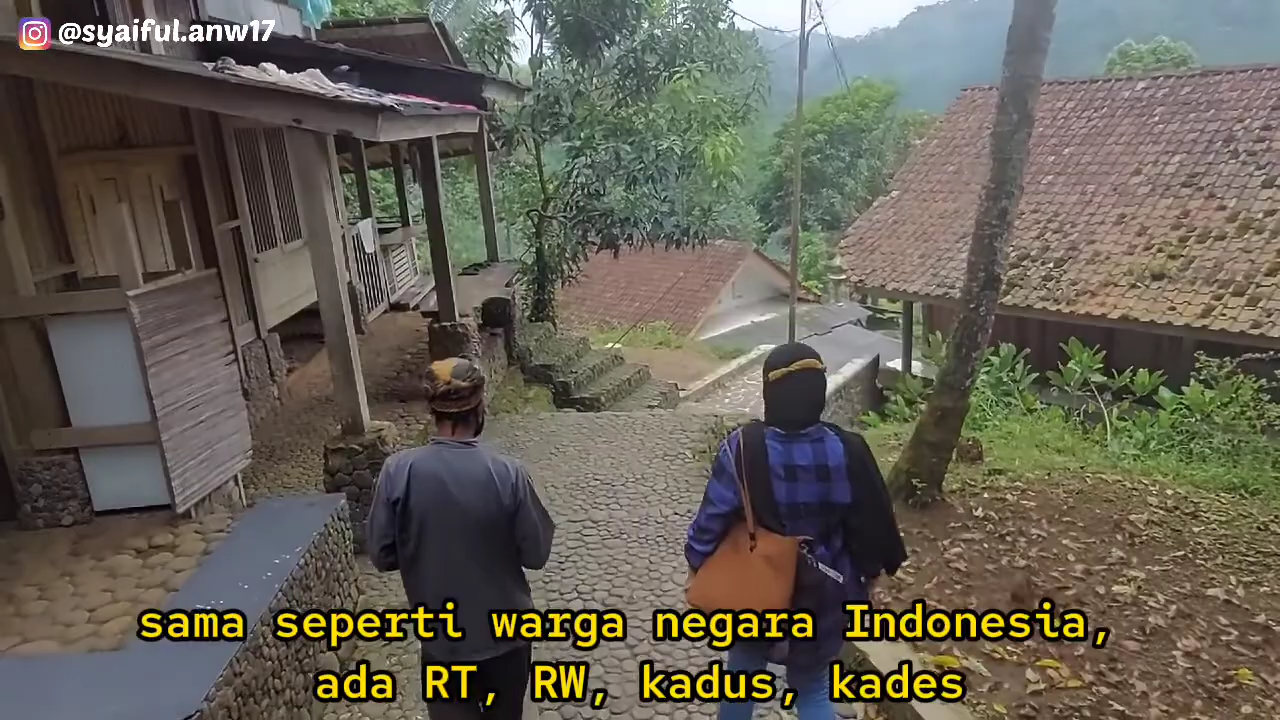 @syaiful.anw17
sama seperti warga negara Indonesia,
ada RT, RW, kadus, kades